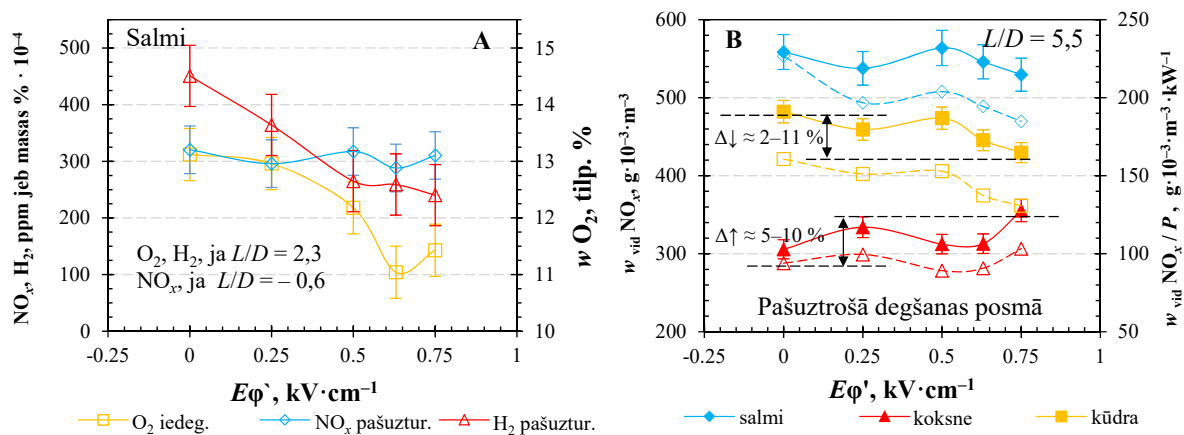 Salmi
A
NOx, H2, ppm jeb masas % · 10⁻⁴
500
400
300
200
100
0
15
14
13
12
11
10
w O2, tilp. %
O2, H2, ja L/D = 2,3
NOx, ja L/D = – 0,6
-0.25
0
0.25
0.5
0.75
1
Eφ`, kV·cm⁻¹
O2 iedeg.
NOx pašuztur.
H2 pašuztur.
B
L/D = 5,5
w vid NOx, g·10⁻³·m⁻³
600
500
400
300
200
250
200
150
100
50
w vid NOx / P, g·10⁻³·m⁻³·kW⁻¹
Δ↓ ≈ 2–11 %
Δ↑ ≈ 5–10 %
Pašuztrošā degšanas posmā
-0.25
0
0.25
0.5
0.75
1
Eφ', kV·cm⁻¹
salmi
koksne
kūdra